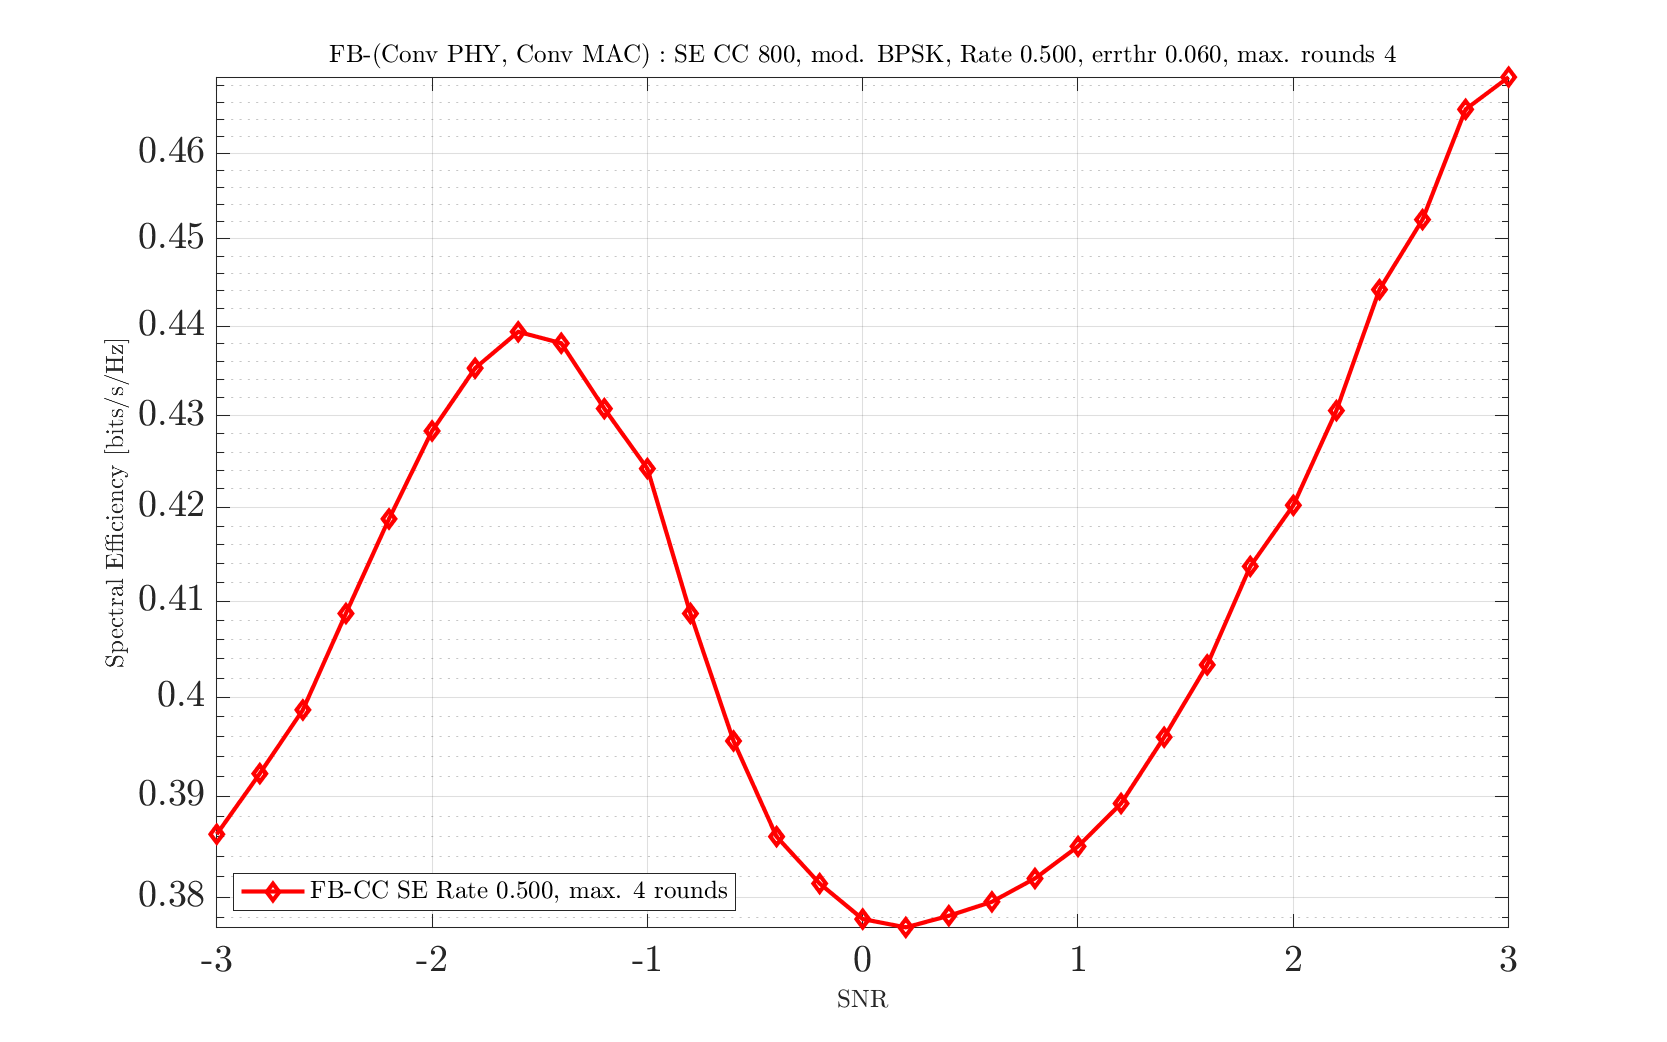 FB-(Conv PHY, Conv MAC) : SE CC 800, mod. BPSK, Rate 0.500, errthr 0.060, max. rounds 4
Spectral Efficiency [bits/s/Hz]
0.46
0.45
0.44
0.43
0.42
0.41
0.4
0.39
0.38
FB-CC SE Rate 0.500, max. 4 rounds
-3 -2 -1 0 1 2 3
SNR